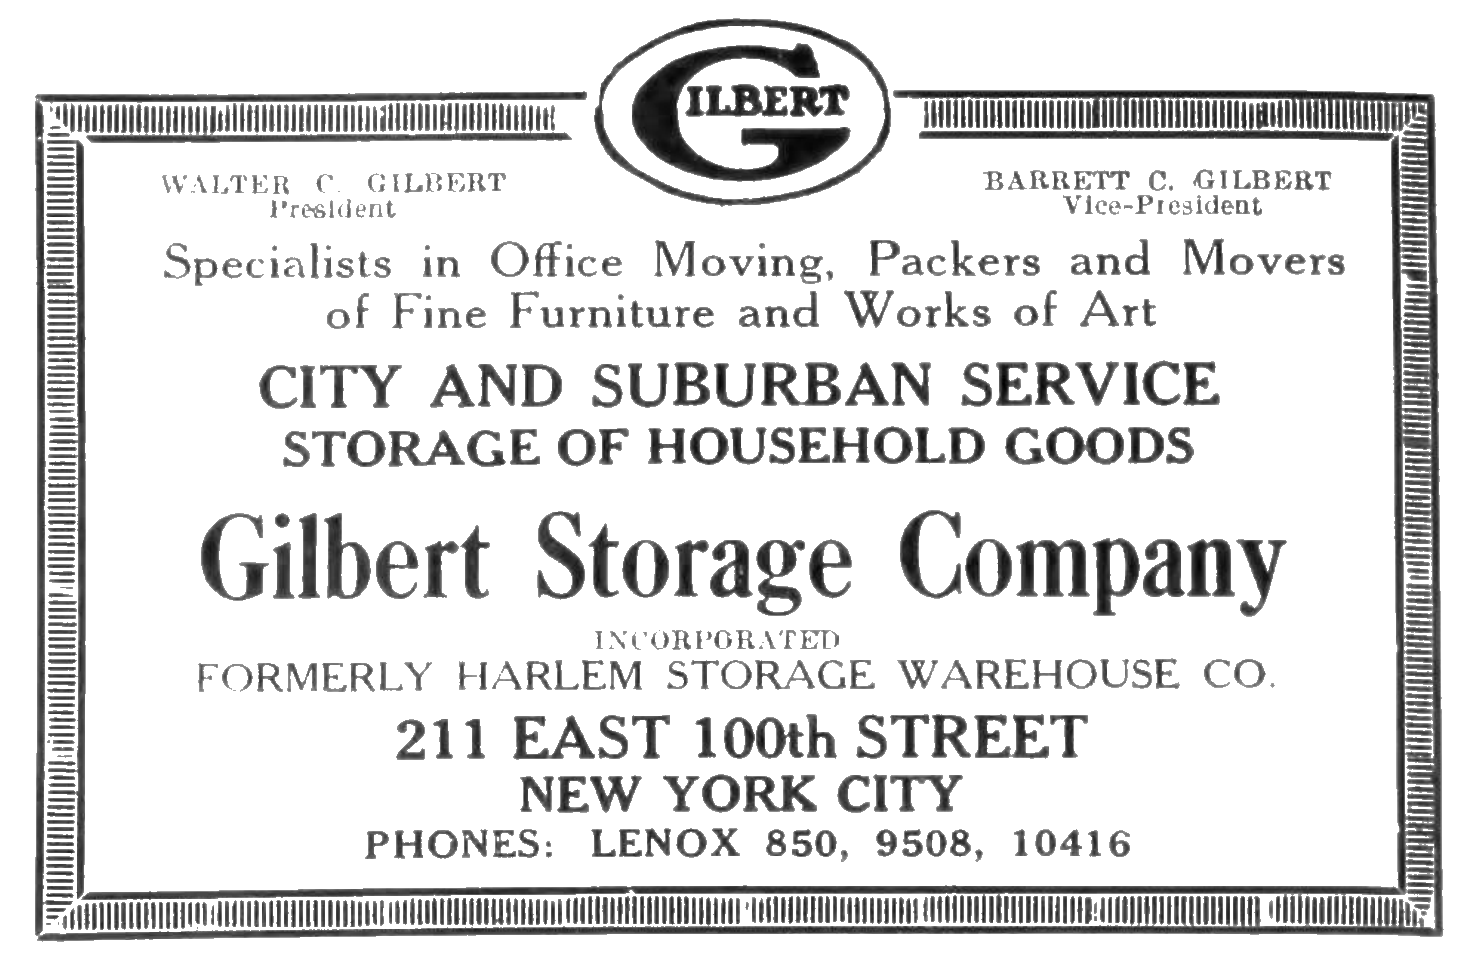 GILBERT
WALTER C. GILBERT
President
BARRETT C. GILBERT
Vice-President
Specialists in Office Moving, Packers and Movers
of Fine Furniture and Works of Art
CITY AND SUBURBAN SERVICE
STORAGE OF HOUSEHOLD GOODS
Gilbert Storage Company
INCORPORATED
FORMERLY HARLEM STORAGE WAREHOUSE CO.
211 EAST 100th STREET
NEW YORK CITY
PHONES: LENOX 850, 9508, 10416